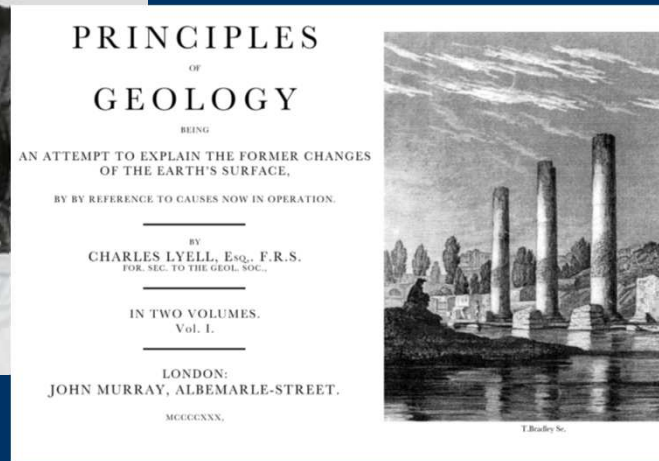 PRINCIPLES
OF
GEOLOGY
BEING
AN ATTEMPT TO EXPLAIN THE FORMER CHANGES
OF THE EARTH'S SURFACE,
BY BY REFERENCE TO CAUSES NOW IN OPERATION.
BY
CHARLES LYELL, Esq,. F.R.S.
FOR. SEC. TO THE GEOL. SOC.,
IN TWO VOLUMES.
Vol. I.
LONDON:
JOHN MURRAY, ALBEMARLE-STREET.
MCCCCXXX,
T.Bradley Sc.